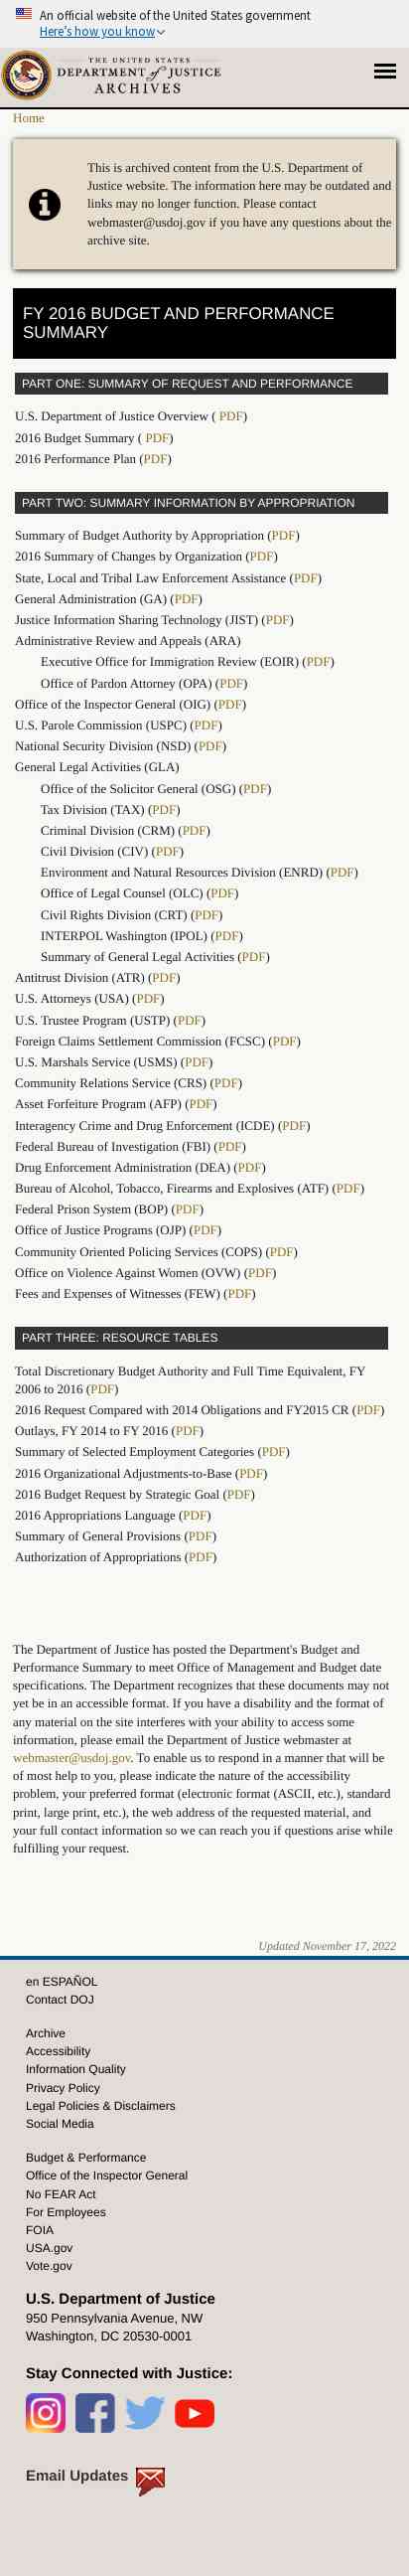 An official website of the United States government
Here's how you know
THE UNITED STATES
DEPARTMENT of JUSTICE
ARCHIVES
Home
This is archived content from the U.S. Department of
Justice website. The information here may be outdated and
links may no longer function. Please contact
webmaster@usdoj.gov if you have any questions about the
archive site.
FY 2016 BUDGET AND PERFORMANCE
SUMMARY
PART ONE: SUMMARY OF REQUEST AND PERFORMANCE
U.S. Department of Justice Overview ( PDF)
2016 Budget Summary ( PDF)
2016 Performance Plan (PDF)
PART TWO: SUMMARY INFORMATION BY APPROPRIATION
Summary of Budget Authority by Appropriation (PDF)
2016 Summary of Changes by Organization (PDF)
State, Local and Tribal Law Enforcement Assistance (PDF)
General Administration (GA) (PDF)
Justice Information Sharing Technology (JIST) (PDF)
Administrative Review and Appeals (ARA)
Executive Office for Immigration Review (EOIR) (PDF)
Office of Pardon Attorney (OPA) (PDF)
Office of the Inspector General (OIG) (PDF)
U.S. Parole Commission (USPC) (PDF)
National Security Division (NSD) (PDF)
General Legal Activities (GLA)
Office of the Solicitor General (OSG) (PDF)
Tax Division (TAX) (PDF)
Criminal Division (CRM) (PDF)
Civil Division (CIV) (PDF)
Environment and Natural Resources Division (ENRD) (PDF)
Office of Legal Counsel (OLC) (PDF)
Civil Rights Division (CRT) (PDF)
INTERPOL Washington (IPOL) (PDF)
Summary of General Legal Activities (PDF)
Antitrust Division (ATR) (PDF)
U.S. Attorneys (USA) (PDF)
U.S. Trustee Program (USTP) (PDF)
Foreign Claims Settlement Commission (FCSC) (PDF)
U.S. Marshals Service (USMS) (PDF)
Community Relations Service (CRS) (PDF)
Asset Forfeiture Program (AFP) (PDF)
Interagency Crime and Drug Enforcement (ICDE) (PDF)
Federal Bureau of Investigation (FBI) (PDF)
Drug Enforcement Administration (DEA) (PDF)
Bureau of Alcohol, Tobacco, Firearms and Explosives (ATF) (PDF)
Federal Prison System (BOP) (PDF)
Office of Justice Programs (OJP) (PDF)
Community Oriented Policing Services (COPS) (PDF)
Office on Violence Against Women (OVW) (PDF)
Fees and Expenses of Witnesses (FEW) (PDF)
PART THREE: RESOURCE TABLES
Total Discretionary Budget Authority and Full Time Equivalent, FY
2006 to 2016 (PDF)
2016 Request Compared with 2014 Obligations and FY2015 CR (PDF)
Outlays, FY 2014 to FY 2016 (PDF)
Summary of Selected Employment Categories (PDF)
2016 Organizational Adjustments-to-Base (PDF)
2016 Budget Request by Strategic Goal (PDF)
2016 Appropriations Language (PDF)
Summary of General Provisions (PDF)
Authorization of Appropriations (PDF)
The Department of Justice has posted the Department's Budget and
Performance Summary to meet Office of Management and Budget date
specifications. The Department recognizes that these documents may not
yet be in an accessible format. If you have a disability and the format of
any material on the site interferes with your ability to access some
information, please email the Department of Justice webmaster at
webmaster@usdoj.gov. To enable us to respond in a manner that will be
of most help to you, please indicate the nature of the accessibility
problem, your preferred format (electronic format (ASCII, etc.), standard
print, large print, etc.), the web address of the requested material, and
your full contact information so we can reach you if questions arise while
fulfilling your request.
Updated November 17, 2022
en ESPAÑOL
Contact DOJ
Archive
Accessibility
Information Quality
Privacy Policy
Legal Policies & Disclaimers
Social Media
Budget & Performance
Office of the Inspector General
No FEAR Act
For Employees
FOIA
USA.gov
Vote.gov
U.S. Department of Justice
950 Pennsylvania Avenue, NW
Washington, DC 20530-0001
Stay Connected with Justice:
Email Updates